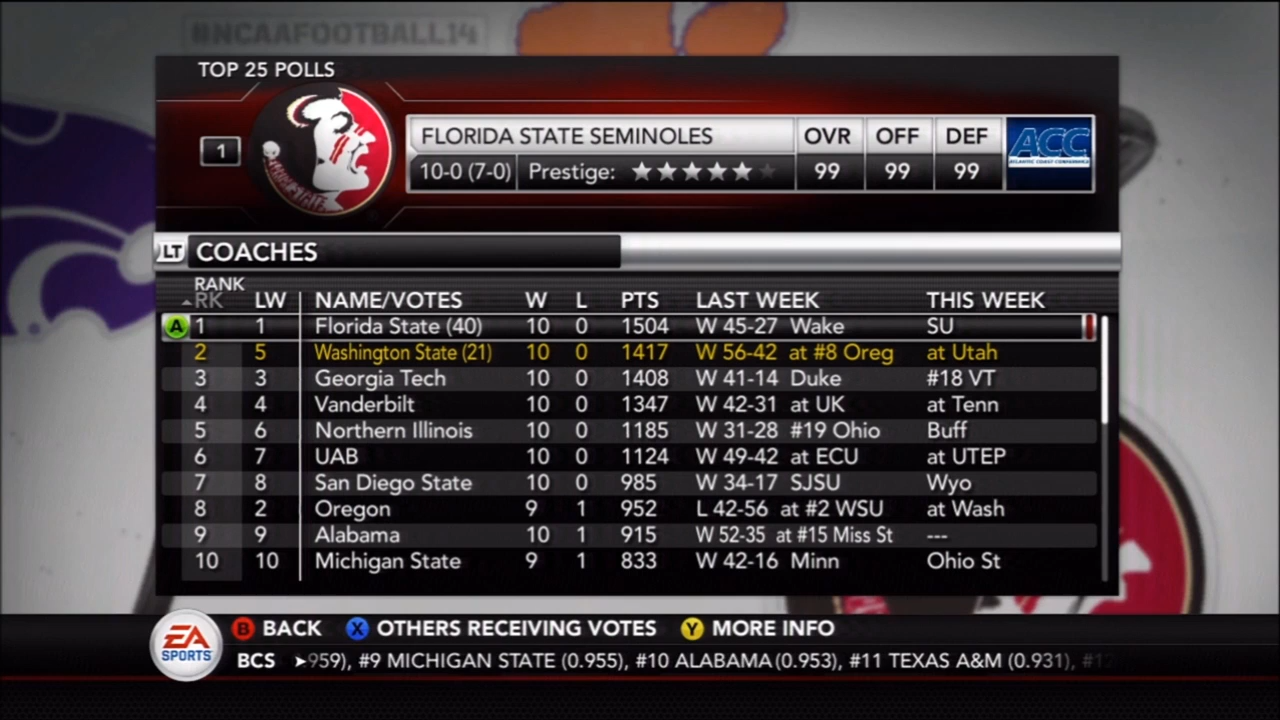 #NCAAFOOTBALL14
TOP 25 POLLS
1
FLORIDA STATE SEMINOLES OVR OFF DEF ACC
ATLANTIC COAST CONFERENCE
10-0 (7-0) Prestige: 99 99 99
LT COACHES
RANK
RK LW NAME/VOTES W L PTS LAST WEEK THIS WEEK
A 1 1 Florida State (40) 10 0 1504 W 45-27 Wake SU
2 5 Washington State (21) 10 0 1417 W 56-42 at #8 Oreg at Utah
3 3 Georgia Tech 10 0 1408 W 41-14 Duke #18 VT
4 4 Vanderbilt 10 0 1347 W 42-31 at UK at Tenn
5 6 Northern Illinois 10 0 1185 W 31-28 #19 Ohio Buff
6 7 UAB 10 0 1124 W 49-42 at ECU at UTEP
7 8 San Diego State 10 0 985 W 34-17 SJSU Wyo
8 2 Oregon 9 1 952 L 42-56 at #2 WSU at Wash
9 9 Alabama 10 1 915 W 52-35 at #15 Miss St ---
10 10 Michigan State 9 1 833 W 42-16 Minn Ohio St
EA SPORTS
B BACK X OTHERS RECEIVING VOTES Y MORE INFO
BCS 959), #9 MICHIGAN STATE (0.955), #10 ALABAMA (0.953), #11 TEXAS A&M (0.931), #12